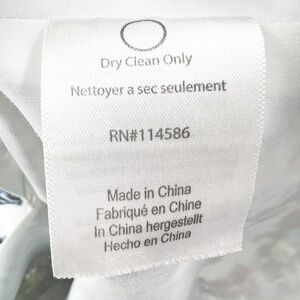 Dry Clean Only
Nettoyer a sec seulement
RN#114586
Made in China
Fabriqué en Chine
In China hergestellt
Hecho en China